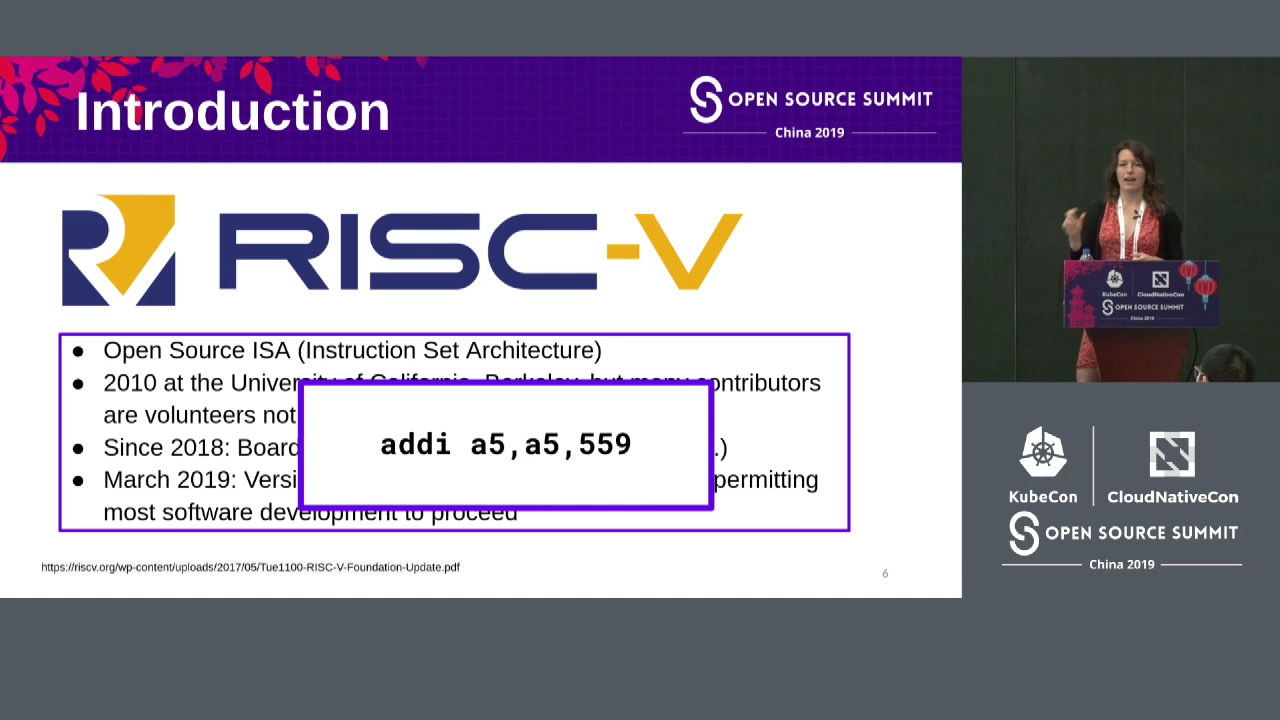 Introduction
OPEN SOURCE SUMMIT
China 2019
RISC-V
● Open Source ISA (Instruction Set Architecture)
● 2010 at the University of California, Berkeley, but many contributors
are volunteers not
● Since 2018: Board .)
● March 2019: Versi permitting
most software development to proceed
addi a5,a5,559
https://riscv.org/wp-content/uploads/2017/05/Tue1100-RISC-V-Foundation-Update.pdf
6
KubeCon CloudNativeCon
OPEN SOURCE SUMMIT
China 2019
KubeCon CloudNativeCon
OPEN SOURCE SUMMIT
China 2019